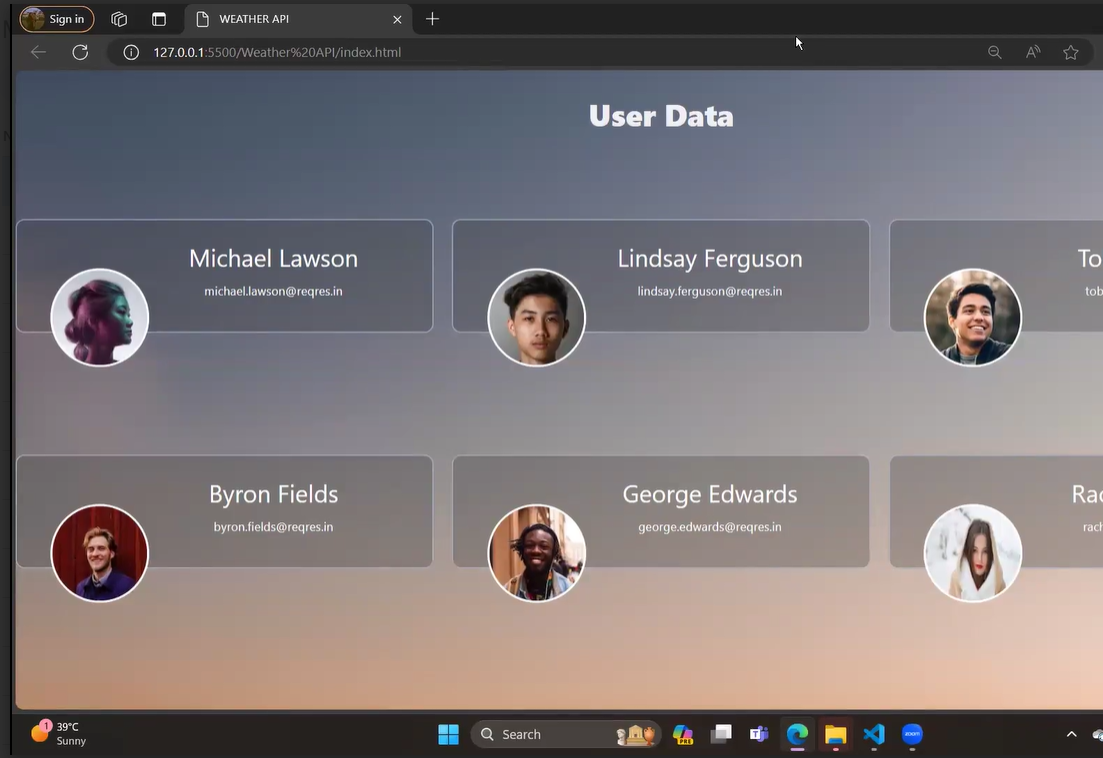 Sign in
WEATHER API
127.0.0.1:5500/Weather%20API/index.html
User Data
Michael Lawson
michael.lawson@reqres.in
Lindsay Ferguson
lindsay.ferguson@reqres.in
To
tob
Byron Fields
byron.fields@reqres.in
George Edwards
george.edwards@reqres.in
Rac
rach
1
39°C
Sunny
Search
PRE
zoom